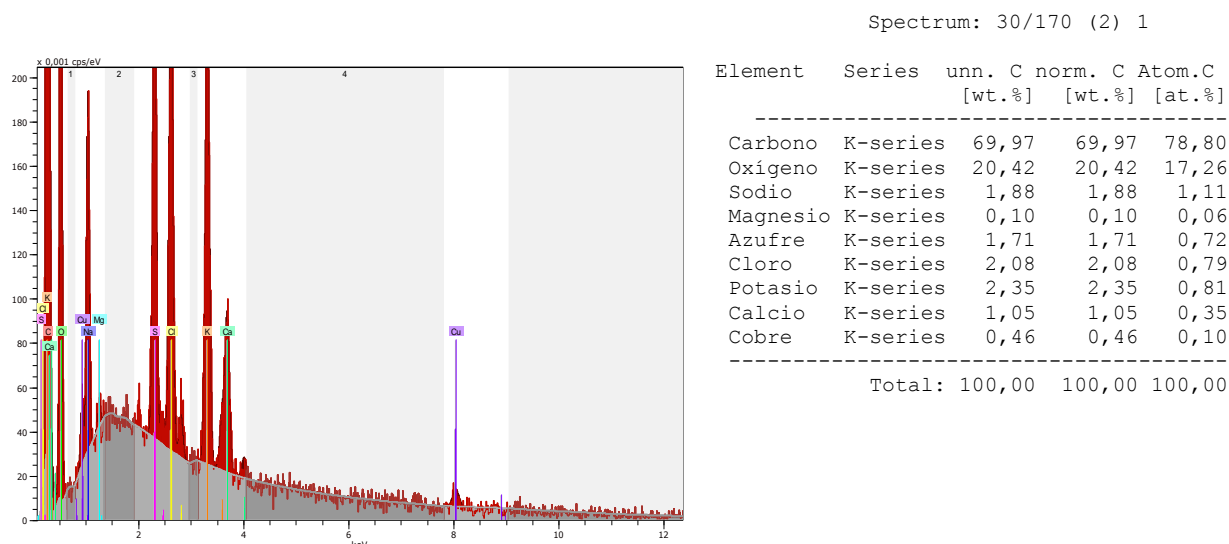 Spectrum: 30/170 (2) 1
x 0,001 cps/eV
1 2 3 4
200
180
160
140
120
100
80
60
40
20
0
K
Cl
S Cu Mg
C O Na S Cl K Ca Cu
Ca
2 4 6 8 10 12
keV
Element Series unn. C norm. C Atom.C
[wt.%] [wt.%] [at.%]
Carbono K-series 69,97 69,97 78,80
Oxígeno K-series 20,42 20,42 17,26
Sodio K-series 1,88 1,88 1,11
Magnesio K-series 0,10 0,10 0,06
Azufre K-series 1,71 1,71 0,72
Cloro K-series 2,08 2,08 0,79
Potasio K-series 2,35 2,35 0,81
Calcio K-series 1,05 1,05 0,35
Cobre K-series 0,46 0,46 0,10
Total: 100,00 100,00 100,00